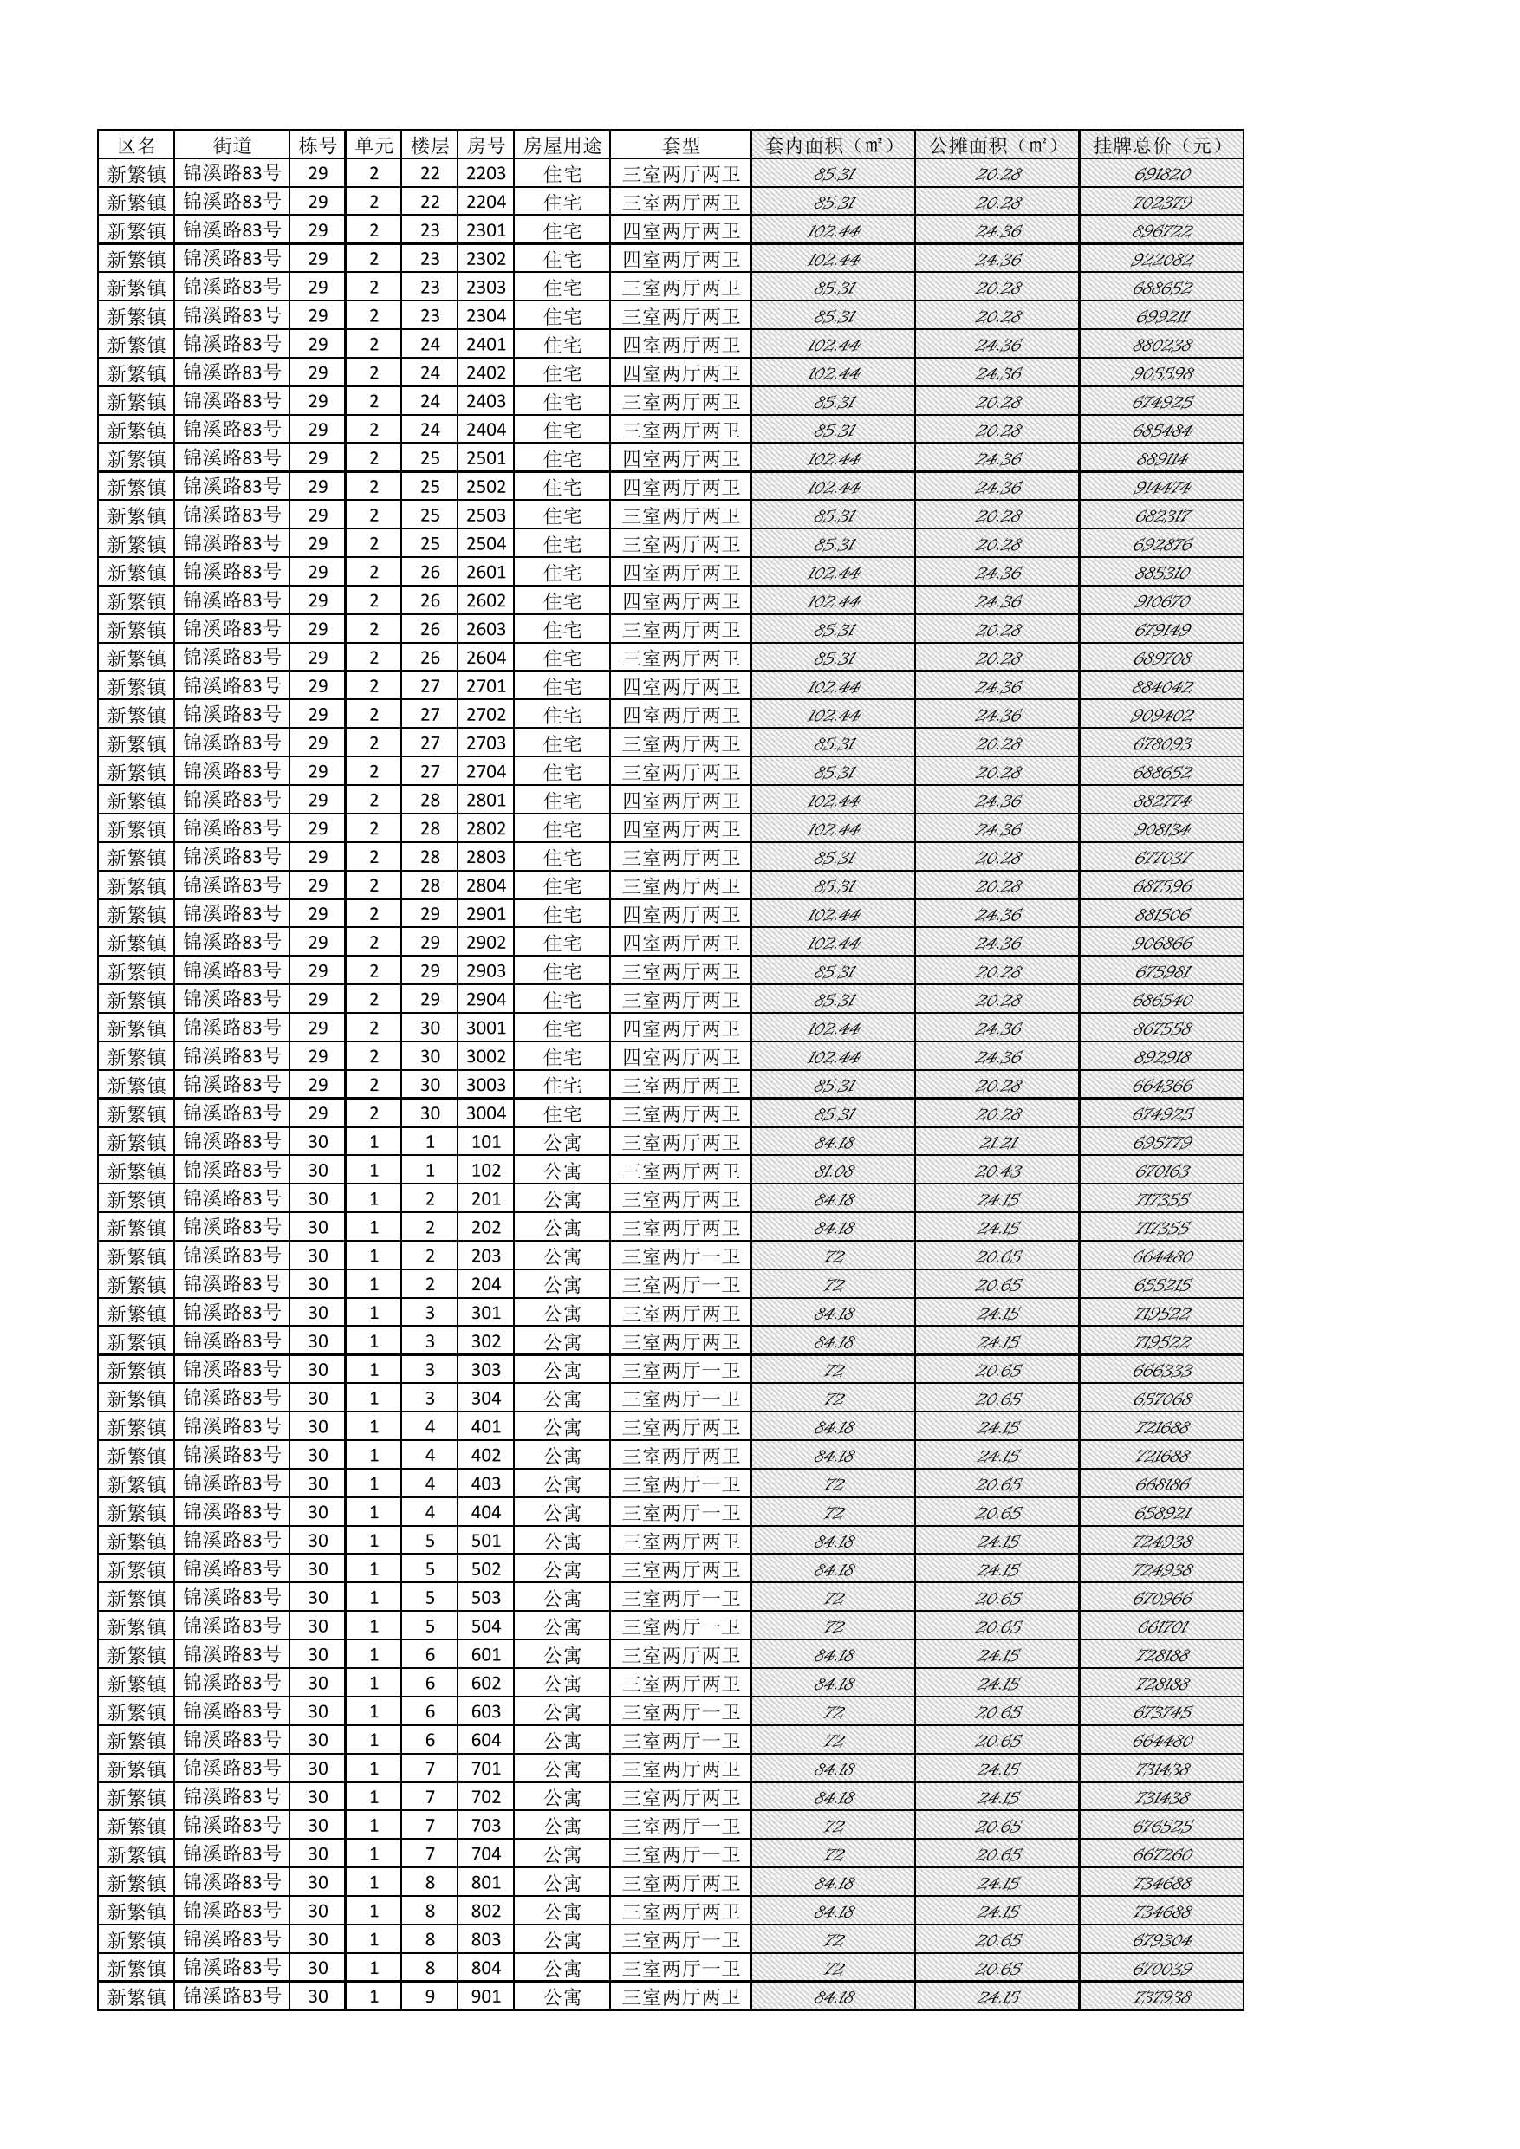 区名 街道 栋号 单元 楼层 房号 房屋用途 套型 套内面积（㎡） 公摊面积（㎡） 挂牌总价（元）
新繁镇 锦溪路83号 29 2 22 2203 住宅 三室两厅两卫 85.31 20.28 691820
新繁镇 锦溪路83号 29 2 22 2204 住宅 三室两厅两卫 85.31 20.28 702379
新繁镇 锦溪路83号 29 2 23 2301 住宅 四室两厅两卫 102.44 24.36 896722
新繁镇 锦溪路83号 29 2 23 2302 住宅 四室两厅两卫 102.44 24.36 922082
新繁镇 锦溪路83号 29 2 23 2303 住宅 三室两厅两卫 85.31 20.28 688652
新繁镇 锦溪路83号 29 2 23 2304 住宅 三室两厅两卫 85.31 20.28 699211
新繁镇 锦溪路83号 29 2 24 2401 住宅 四室两厅两卫 102.44 24.36 880238
新繁镇 锦溪路83号 29 2 24 2402 住宅 四室两厅两卫 102.44 24.36 905598
新繁镇 锦溪路83号 29 2 24 2403 住宅 三室两厅两卫 85.31 20.28 674925
新繁镇 锦溪路83号 29 2 24 2404 住宅 三室两厅两卫 85.31 20.28 685484
新繁镇 锦溪路83号 29 2 25 2501 住宅 四室两厅两卫 102.44 24.36 889114
新繁镇 锦溪路83号 29 2 25 2502 住宅 四室两厅两卫 102.44 24.36 914474
新繁镇 锦溪路83号 29 2 25 2503 住宅 三室两厅两卫 85.31 20.28 682317
新繁镇 锦溪路83号 29 2 25 2504 住宅 三室两厅两卫 85.31 20.28 692876
新繁镇 锦溪路83号 29 2 26 2601 住宅 四室两厅两卫 102.44 24.36 885310
新繁镇 锦溪路83号 29 2 26 2602 住宅 四室两厅两卫 102.44 24.36 910670
新繁镇 锦溪路83号 29 2 26 2603 住宅 三室两厅两卫 85.31 20.28 679149
新繁镇 锦溪路83号 29 2 26 2604 住宅 三室两厅两卫 85.31 20.28 689708
新繁镇 锦溪路83号 29 2 27 2701 住宅 四室两厅两卫 102.44 24.36 884042
新繁镇 锦溪路83号 29 2 27 2702 住宅 四室两厅两卫 102.44 24.36 909402
新繁镇 锦溪路83号 29 2 27 2703 住宅 三室两厅两卫 85.31 20.28 678093
新繁镇 锦溪路83号 29 2 27 2704 住宅 三室两厅两卫 85.31 20.28 688652
新繁镇 锦溪路83号 29 2 28 2801 住宅 四室两厅两卫 102.44 24.36 882774
新繁镇 锦溪路83号 29 2 28 2802 住宅 四室两厅两卫 102.44 24.36 908134
新繁镇 锦溪路83号 29 2 28 2803 住宅 三室两厅两卫 85.31 20.28 677037
新繁镇 锦溪路83号 29 2 28 2804 住宅 三室两厅两卫 85.31 20.28 687596
新繁镇 锦溪路83号 29 2 29 2901 住宅 四室两厅两卫 102.44 24.36 881506
新繁镇 锦溪路83号 29 2 29 2902 住宅 四室两厅两卫 102.44 24.36 906866
新繁镇 锦溪路83号 29 2 29 2903 住宅 三室两厅两卫 85.31 20.28 675981
新繁镇 锦溪路83号 29 2 29 2904 住宅 三室两厅两卫 85.31 20.28 686540
新繁镇 锦溪路83号 29 2 30 3001 住宅 四室两厅两卫 102.44 24.36 867558
新繁镇 锦溪路83号 29 2 30 3002 住宅 四室两厅两卫 102.44 24.36 892918
新繁镇 锦溪路83号 29 2 30 3003 住宅 三室两厅两卫 85.31 20.28 664366
新繁镇 锦溪路83号 29 2 30 3004 住宅 三室两厅两卫 85.31 20.28 674925
新繁镇 锦溪路83号 30 1 1 101 公寓 三室两厅两卫 84.18 21.21 695779
新繁镇 锦溪路83号 30 1 1 102 公寓 三室两厅两卫 81.08 20.43 670163
新繁镇 锦溪路83号 30 1 2 201 公寓 三室两厅两卫 84.18 24.15 717355
新繁镇 锦溪路83号 30 1 2 202 公寓 三室两厅两卫 84.18 24.15 717355
新繁镇 锦溪路83号 30 1 2 203 公寓 三室两厅一卫 72 20.65 664480
新繁镇 锦溪路83号 30 1 2 204 公寓 三室两厅一卫 72 20.65 655215
新繁镇 锦溪路83号 30 1 3 301 公寓 三室两厅两卫 84.18 24.15 719522
新繁镇 锦溪路83号 30 1 3 302 公寓 三室两厅两卫 84.18 24.15 719522
新繁镇 锦溪路83号 30 1 3 303 公寓 三室两厅一卫 72 20.65 666333
新繁镇 锦溪路83号 30 1 3 304 公寓 三室两厅一卫 72 20.65 657068
新繁镇 锦溪路83号 30 1 4 401 公寓 三室两厅两卫 84.18 24.15 721688
新繁镇 锦溪路83号 30 1 4 402 公寓 三室两厅两卫 84.18 24.15 721688
新繁镇 锦溪路83号 30 1 4 403 公寓 三室两厅一卫 72 20.65 668186
新繁镇 锦溪路83号 30 1 4 404 公寓 三室两厅一卫 72 20.65 658921
新繁镇 锦溪路83号 30 1 5 501 公寓 三室两厅两卫 84.18 24.15 724938
新繁镇 锦溪路83号 30 1 5 502 公寓 三室两厅两卫 84.18 24.15 724938
新繁镇 锦溪路83号 30 1 5 503 公寓 三室两厅一卫 72 20.65 670966
新繁镇 锦溪路83号 30 1 5 504 公寓 三室两厅一卫 72 20.65 661701
新繁镇 锦溪路83号 30 1 6 601 公寓 三室两厅两卫 84.18 24.15 728188
新繁镇 锦溪路83号 30 1 6 602 公寓 三室两厅两卫 84.18 24.15 728188
新繁镇 锦溪路83号 30 1 6 603 公寓 三室两厅一卫 72 20.65 673745
新繁镇 锦溪路83号 30 1 6 604 公寓 三室两厅一卫 72 20.65 664480
新繁镇 锦溪路83号 30 1 7 701 公寓 三室两厅两卫 84.18 24.15 731438
新繁镇 锦溪路83号 30 1 7 702 公寓 三室两厅两卫 84.18 24.15 731438
新繁镇 锦溪路83号 30 1 7 703 公寓 三室两厅一卫 72 20.65 676525
新繁镇 锦溪路83号 30 1 7 704 公寓 三室两厅一卫 72 20.65 667260
新繁镇 锦溪路83号 30 1 8 801 公寓 三室两厅两卫 84.18 24.15 734688
新繁镇 锦溪路83号 30 1 8 802 公寓 三室两厅两卫 84.18 24.15 734688
新繁镇 锦溪路83号 30 1 8 803 公寓 三室两厅一卫 72 20.65 679304
新繁镇 锦溪路83号 30 1 8 804 公寓 三室两厅一卫 72 20.65 670039
新繁镇 锦溪路83号 30 1 9 901 公寓 三室两厅两卫 84.18 24.15 737938